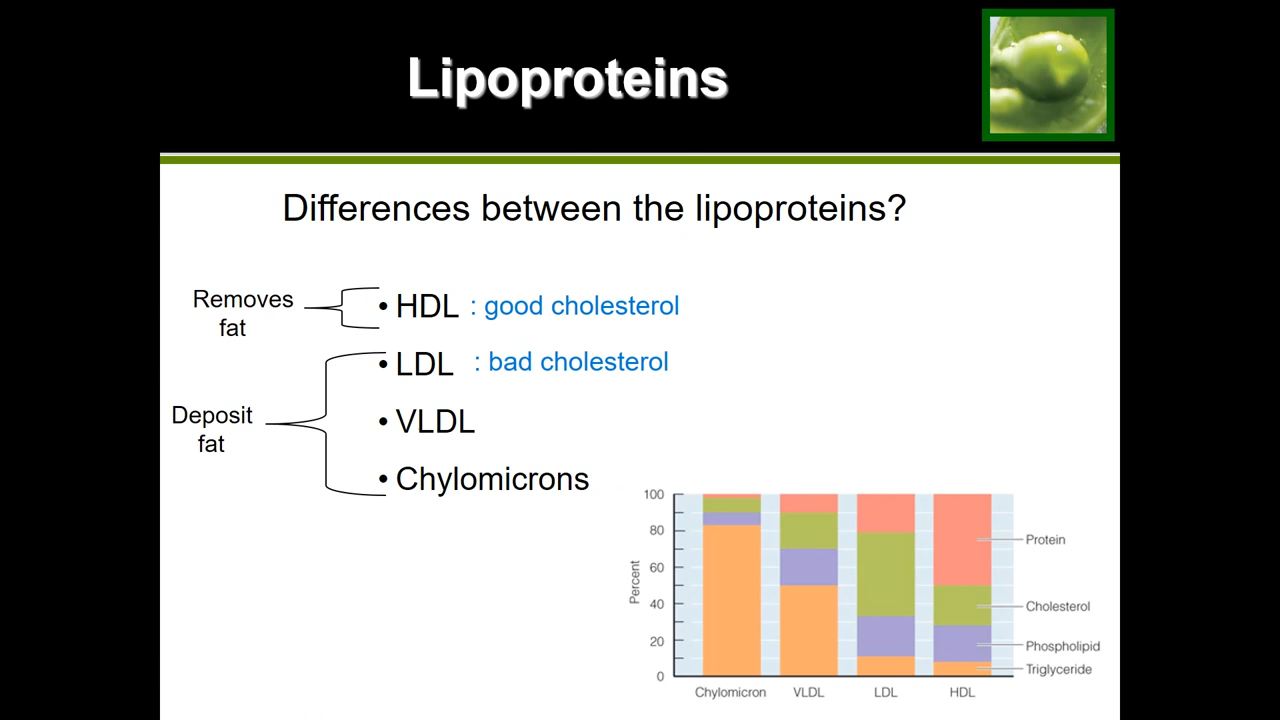 Lipoproteins
Differences between the lipoproteins?
Removes
fat
• HDL : good cholesterol
• LDL : bad cholesterol
Deposit
fat
• VLDL
• Chylomicrons
100
80
60
40
20
0
Percent
Protein
Cholesterol
Phospholipid
Triglyceride
Chylomicron VLDL LDL HDL